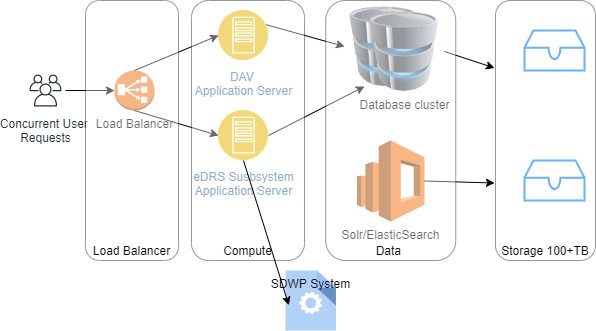 DAV
Application Server
Database cluster
Concurrent User
Requests
Load Balancer
eDRS Susbsystem
Application Server
Solr/ElasticSearch
Load Balancer
Compute
Data
Storage 100+TB
SDWP System